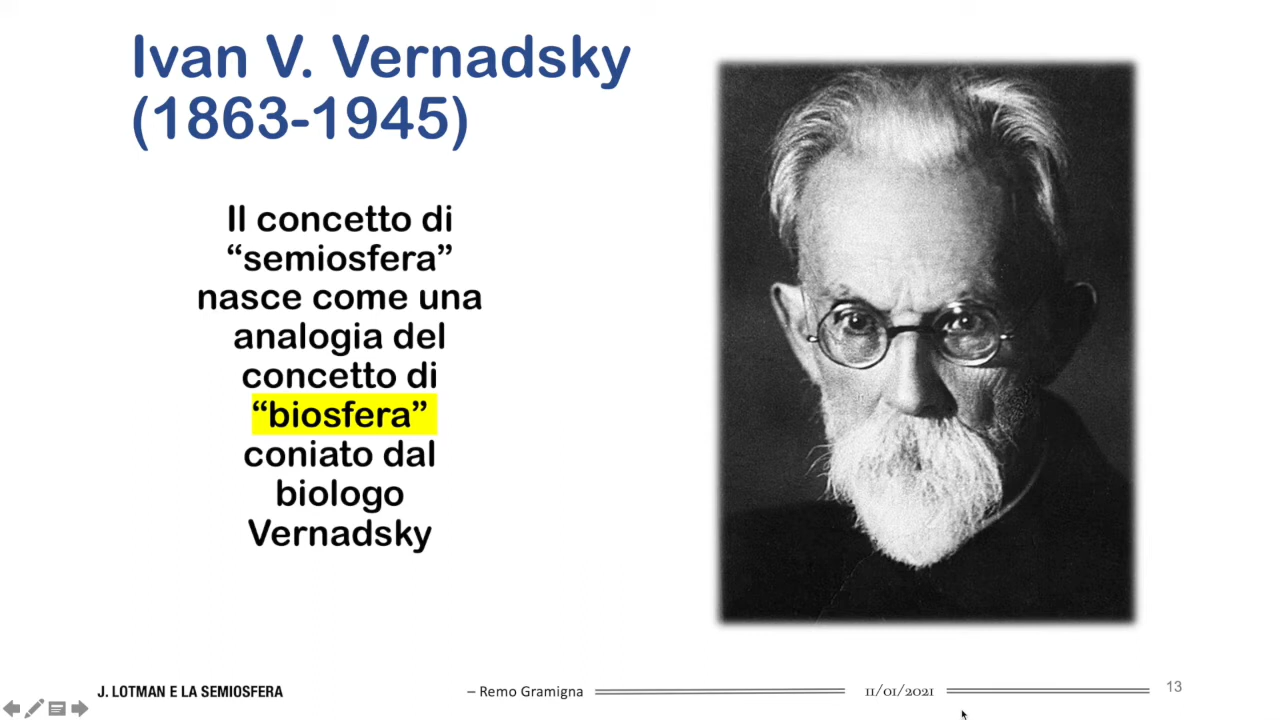 Ivan V. Vernadsky
(1863-1945)
Il concetto di
“semiosfera”
nasce come una
analogia del
concetto di
“biosfera”
coniato dal
biologo
Vernadsky
J. LOTMAN E LA SEMIOSFERA
– Remo Gramigna
11/01/2021
13